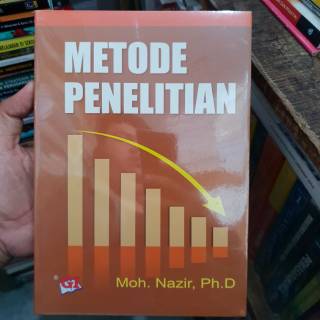 METODE
PENELITIAN
Moh. Nazir, Ph.D